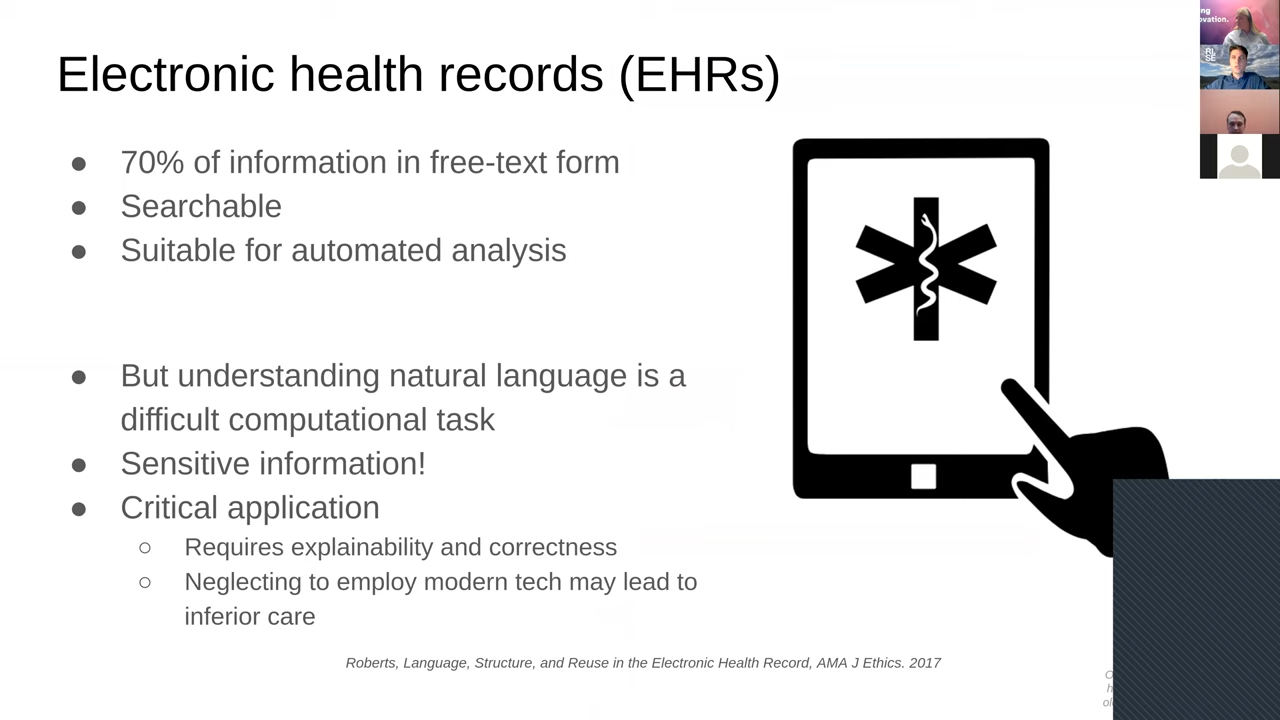 Electronic health records (EHRs)
● 70% of information in free-text form
● Searchable
● Suitable for automated analysis
● But understanding natural language is a
difficult computational task
● Sensitive information!
● Critical application
○ Requires explainability and correctness
○ Neglecting to employ modern tech may lead to
inferior care
Roberts, Language, Structure, and Reuse in the Electronic Health Record, AMA J Ethics. 2017
RI.
SE